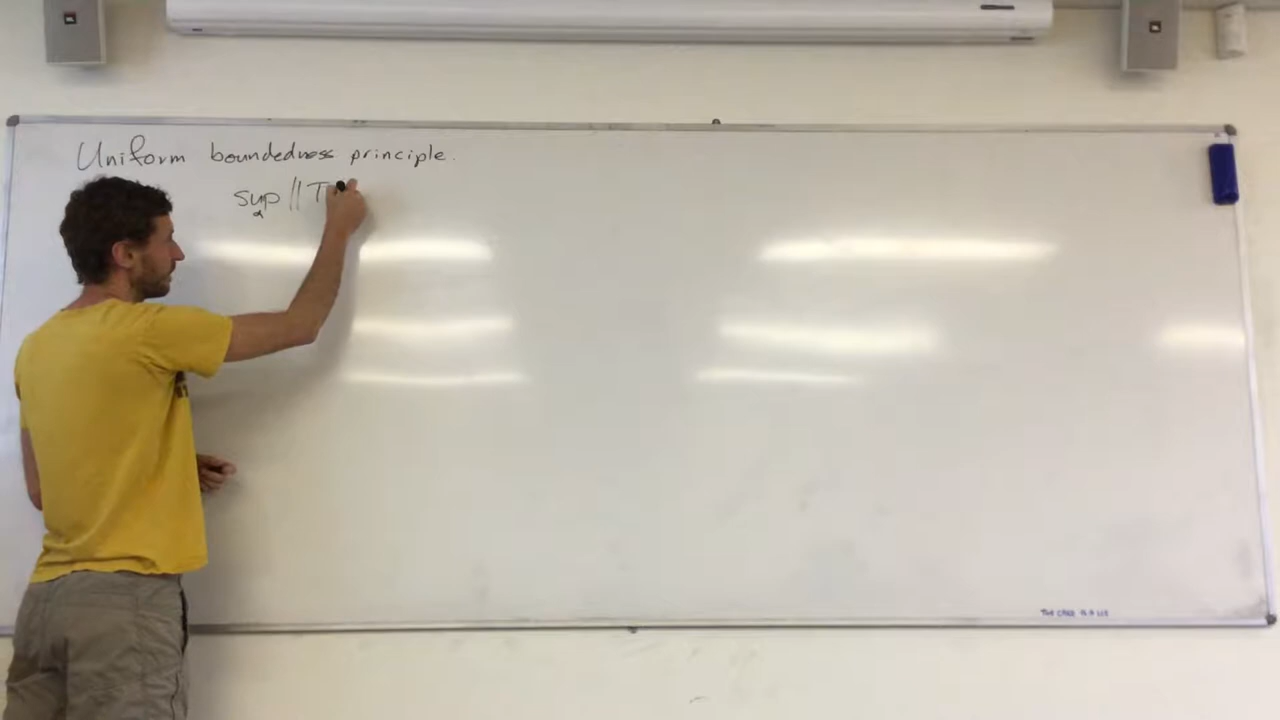 Uniform boundedness principle.
sup || T
α